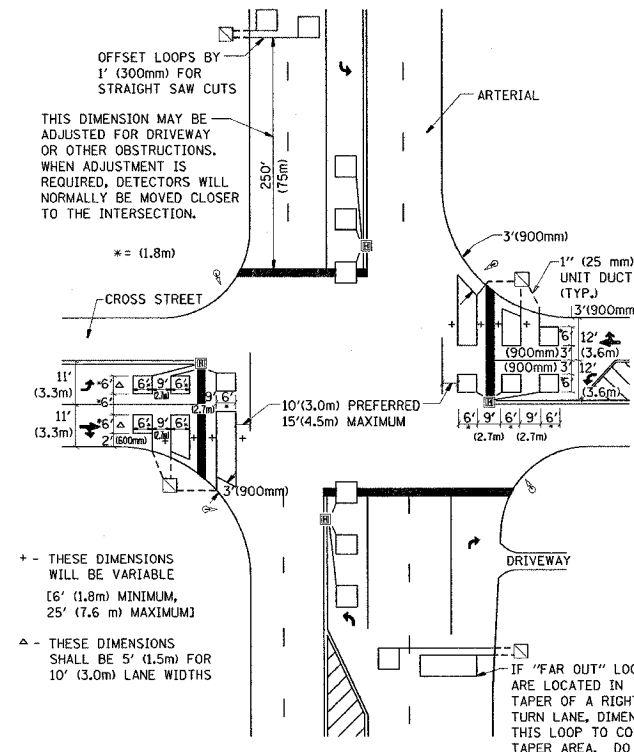 OFFSET LOOPS BY
1' (300mm) FOR
STRAIGHT SAW CUTS
THIS DIMENSION MAY BE
ADJUSTED FOR DRIVEWAY
OR OTHER OBSTRUCTIONS.
WHEN ADJUSTMENT IS
REQUIRED, DETECTORS WILL
NORMALLY BE MOVED CLOSER
TO THE INTERSECTION.
250'
(75m)
* = (1.8m)
ARTERIAL
3'(900mm)
1" (25 mm)
UNIT DUCT
(TYP.)
3'(900mm
CROSS STREET
+
+
+
+
6'
12'
(3.6m)
(900mm) 3'
(900mm) 3'
12'
6'
(3.6m)
H
6' 9' 6' 9' 6'
* * *
(2.7m) (2.7m)
H
H
11'
(3.3m)
*6' △ 6' 9' 6' 9' 6'
(2.7m) (2.7m)
*6'
11'
(3.3m)
*6' △ 6' 9' 6'
(2.7m)
2' (600mm)
+ + +
10'(3.0m) PREFERRED
15'(4.5m) MAXIMUM
3'(900mm)
H
+ - THESE DIMENSIONS
WILL BE VARIABLE
[6' (1.8m) MINIMUM,
25' (7.6 m) MAXIMUM]
△ - THESE DIMENSIONS
SHALL BE 5' (1.5m) FOR
10' (3.0m) LANE WIDTHS
DRIVEWAY
IF "FAR OUT" LOO
ARE LOCATED IN
TAPER OF A RIGHT
TURN LANE, DIMEN
THIS LOOP TO CO
TAPER AREA. DO